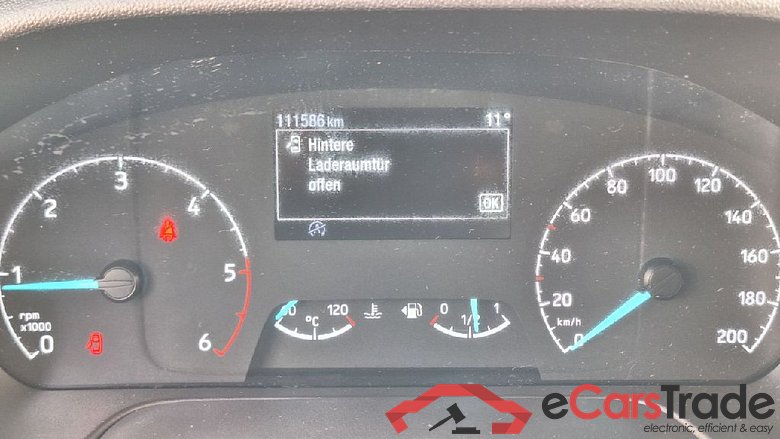 111586 km 11°
Hintere
Laderaumtür
offen
OK
0 1 2 3 4 5 6
rpm
x1000
120
°C
0 1/2 1
0 20 40 60 80 100 120 140 160 180 200
km/h
eCarsTrade
electronic, efficient & easy